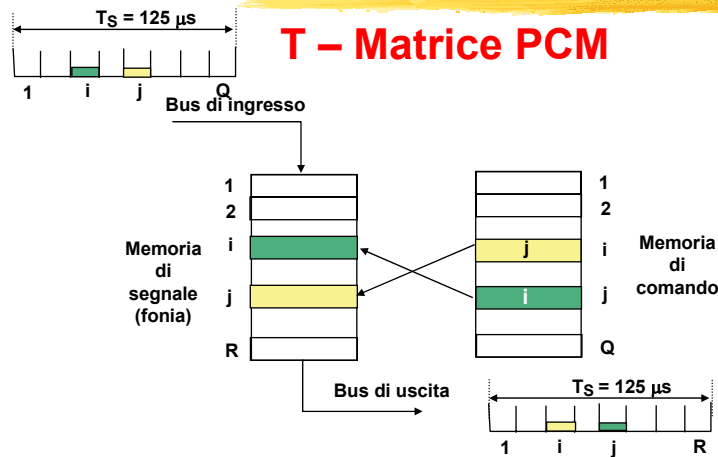 T – Matrice PCM
TS = 125 μs
1 i j Q
Bus di ingresso
1
2
i
j
R
Memoria
di
segnale
(fonia)
j
i
1
2
i
j
Q
Memoria
di
comando
Bus di uscita
TS = 125 μs
1 i j R